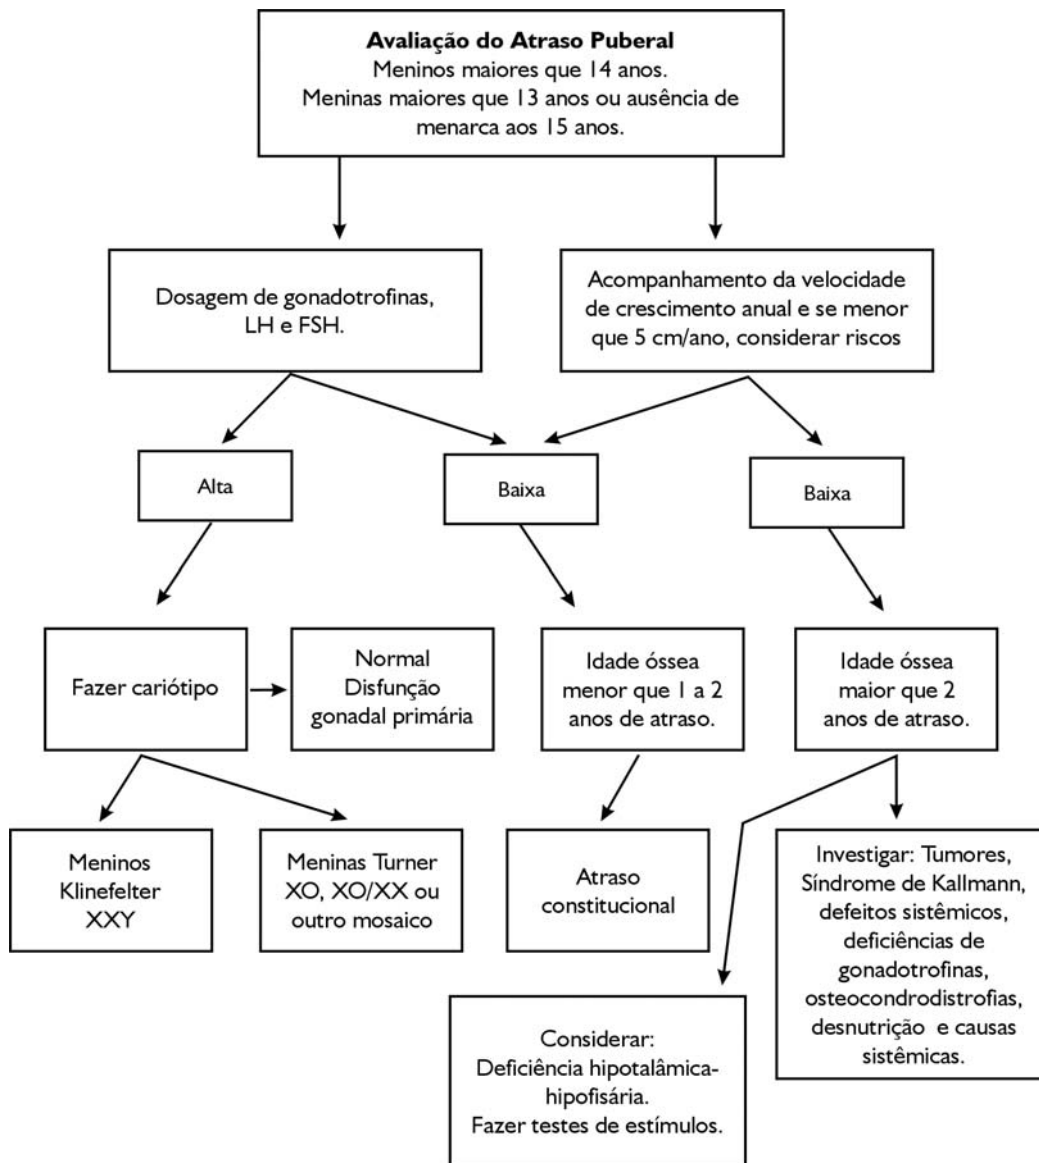 Avaliação do Atraso Puberal
Meninos maiores que 14 anos.
Meninas maiores que 13 anos ou ausência de
menarca aos 15 anos.
Dosagem de gonadotrofinas,
LH e FSH.
Acompanhamento da velocidade
de crescimento anual e se menor
que 5 cm/ano, considerar riscos
Alta
Baixa
Baixa
Fazer cariótipo
Normal
Disfunção
gonadal primária
Idade óssea
menor que 1 a 2
anos de atraso.
Idade óssea
maior que 2
anos de atraso.
Meninos
Klinefelter
XXY
Meninas Turner
XO, XO/XX ou
outro mosaico
Atraso
constitucional
Investigar: Tumores,
Síndrome de Kallmann,
defeitos sistêmicos,
deficiências de
gonadotrofinas,
osteocondrodistrofias,
desnutrição e causas
sistêmicas.
Considerar:
Deficiência hipotalâmica-
hipofisária.
Fazer testes de estímulos.